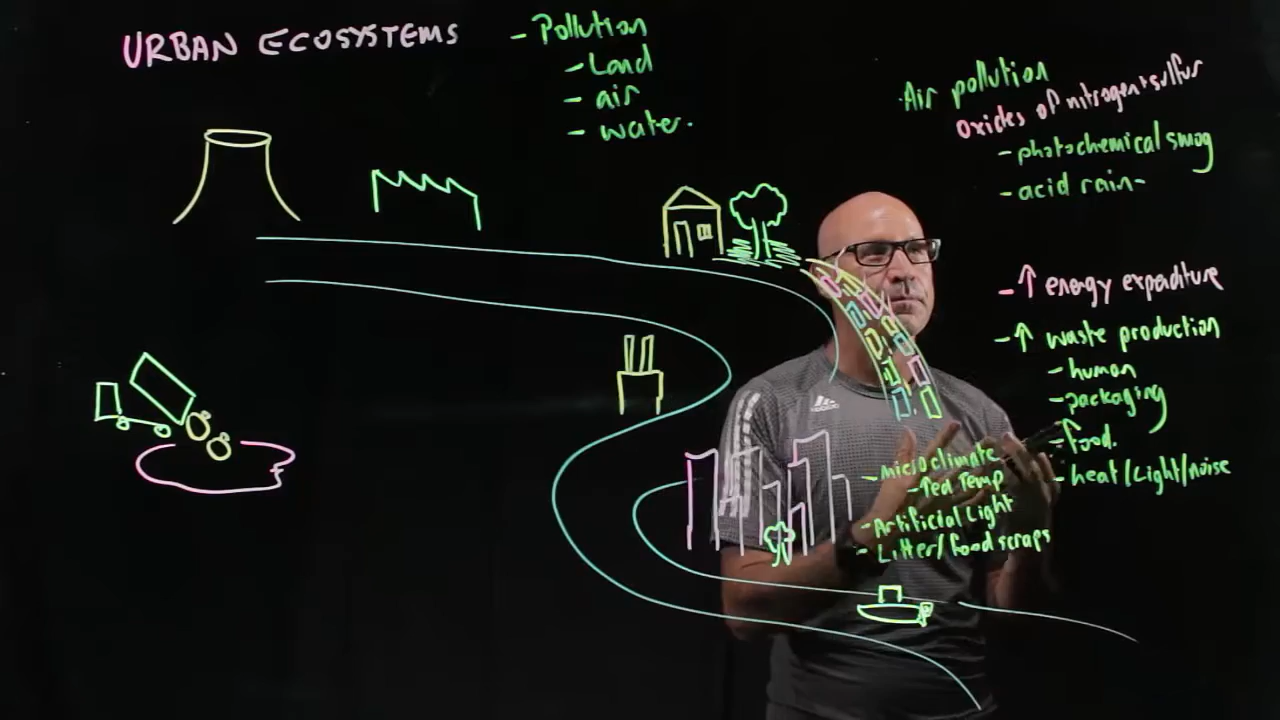 URBAN ECOSYSTEMS
- Pollution
- Land
- air
- water.
Air pollution
Oxides of nitrogen + sulfur
- photochemical smog
- acid rain -
- ↑ energy expenditure
- ↑ waste production
- human
- packaging
- food.
- heat/Light/noise
- microclimate
- ↑ed Temp
- Artificial Light
- Litter/food scraps
adidas